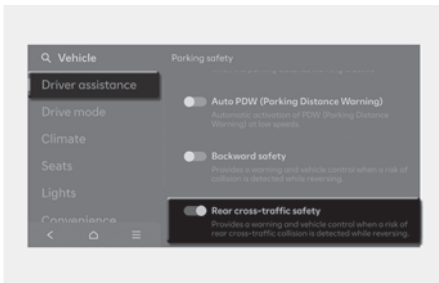 Vehicle
Parking safety
Driver assistance
Drive mode
Climate
Seats
Lights
Convenience
Auto PDW (Parking Distance Warning)
Automatic activation of PDW (Parking Distance
Warning) at low speeds.
Backward safety
Provides a warning and vehicle control when a risk of
collision is detected while reversing.
Rear cross-traffic safety
Provides a warning and vehicle control when a risk of
rear cross-traffic collision is detected while reversing.